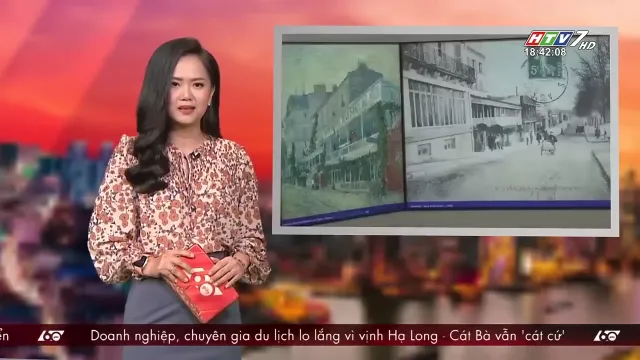 HTV7 HD
18:42:08
ển
Doanh nghiệp, chuyên gia du lịch lo lắng vì vịnh Hạ Long - Cát Bà vẫn 'cát cứ'